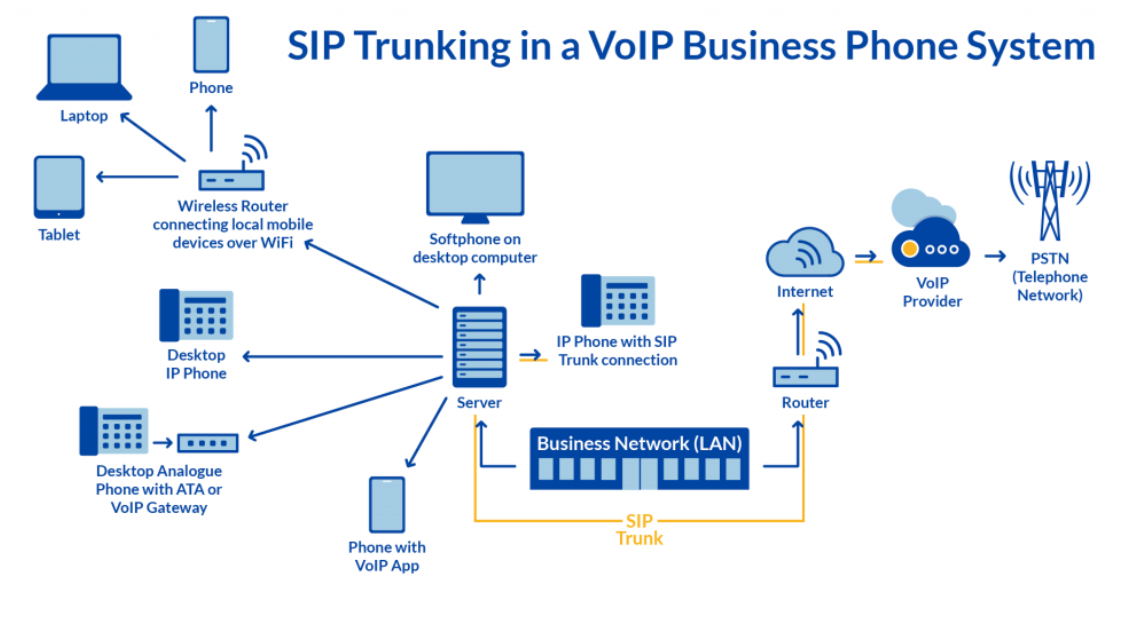 SIP Trunking in a VoIP Business Phone System
Phone
Laptop
Tablet
Wireless Router
connecting local mobile
devices over WiFi
Softphone on
desktop computer
Internet
VoIP
Provider
PSTN
(Telephone
Network)
Desktop
IP Phone
IP Phone with SIP
Trunk connection
Server
Router
Business Network (LAN)
Desktop Analogue
Phone with ATA or
VoIP Gateway
SIP
Trunk
Phone with
VoIP App